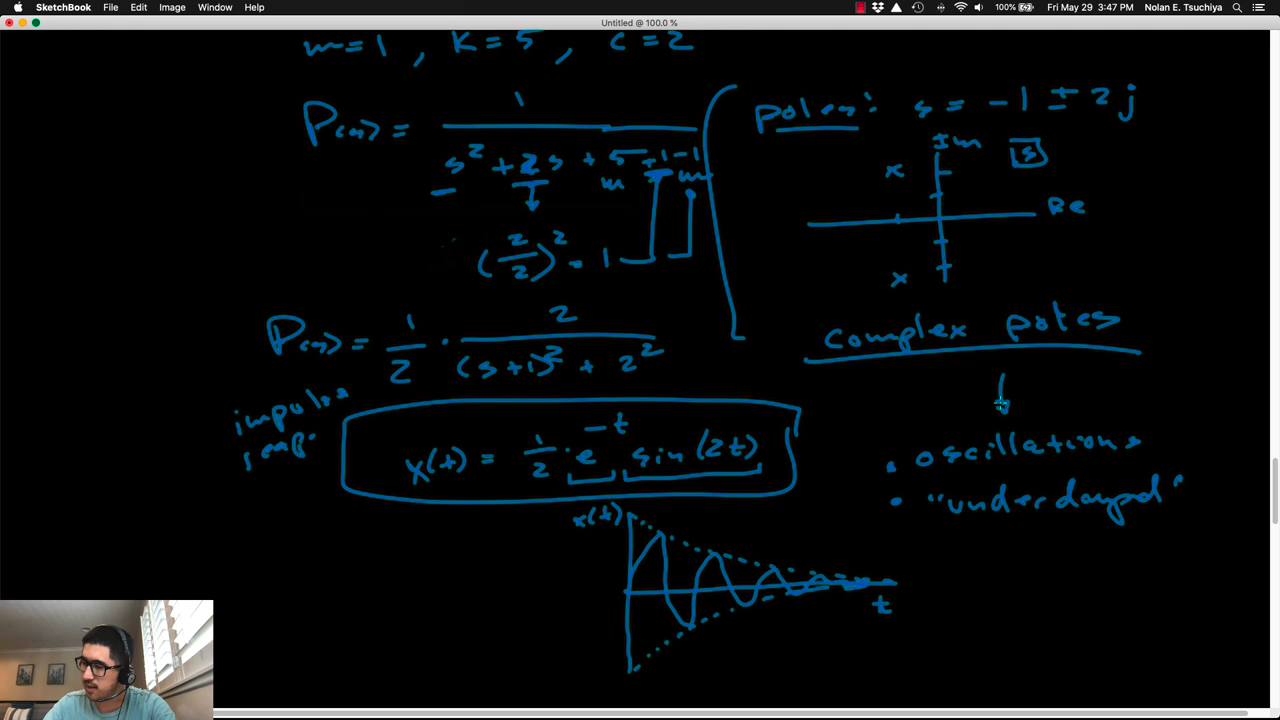 SketchBook File Edit Image Window Help 100% Fri May 29 3:47 PM Nolan E. Tsuchiya
Untitled @ 100.0 %
m=1 , K=5 , c=2
P(s) = 1 / s² + 2s + 5 + 1 - 1
(2/2)² = 1
P(s) = 1/2 · 2 / (s+1)² + 2²
impulse
x(t) = 1/2 · e^-t sin(2t)
x(t)
t
poles: s = -1 ± 2j
Im
s
x
Re
x
complex poles
• oscillations
• "underdamped"